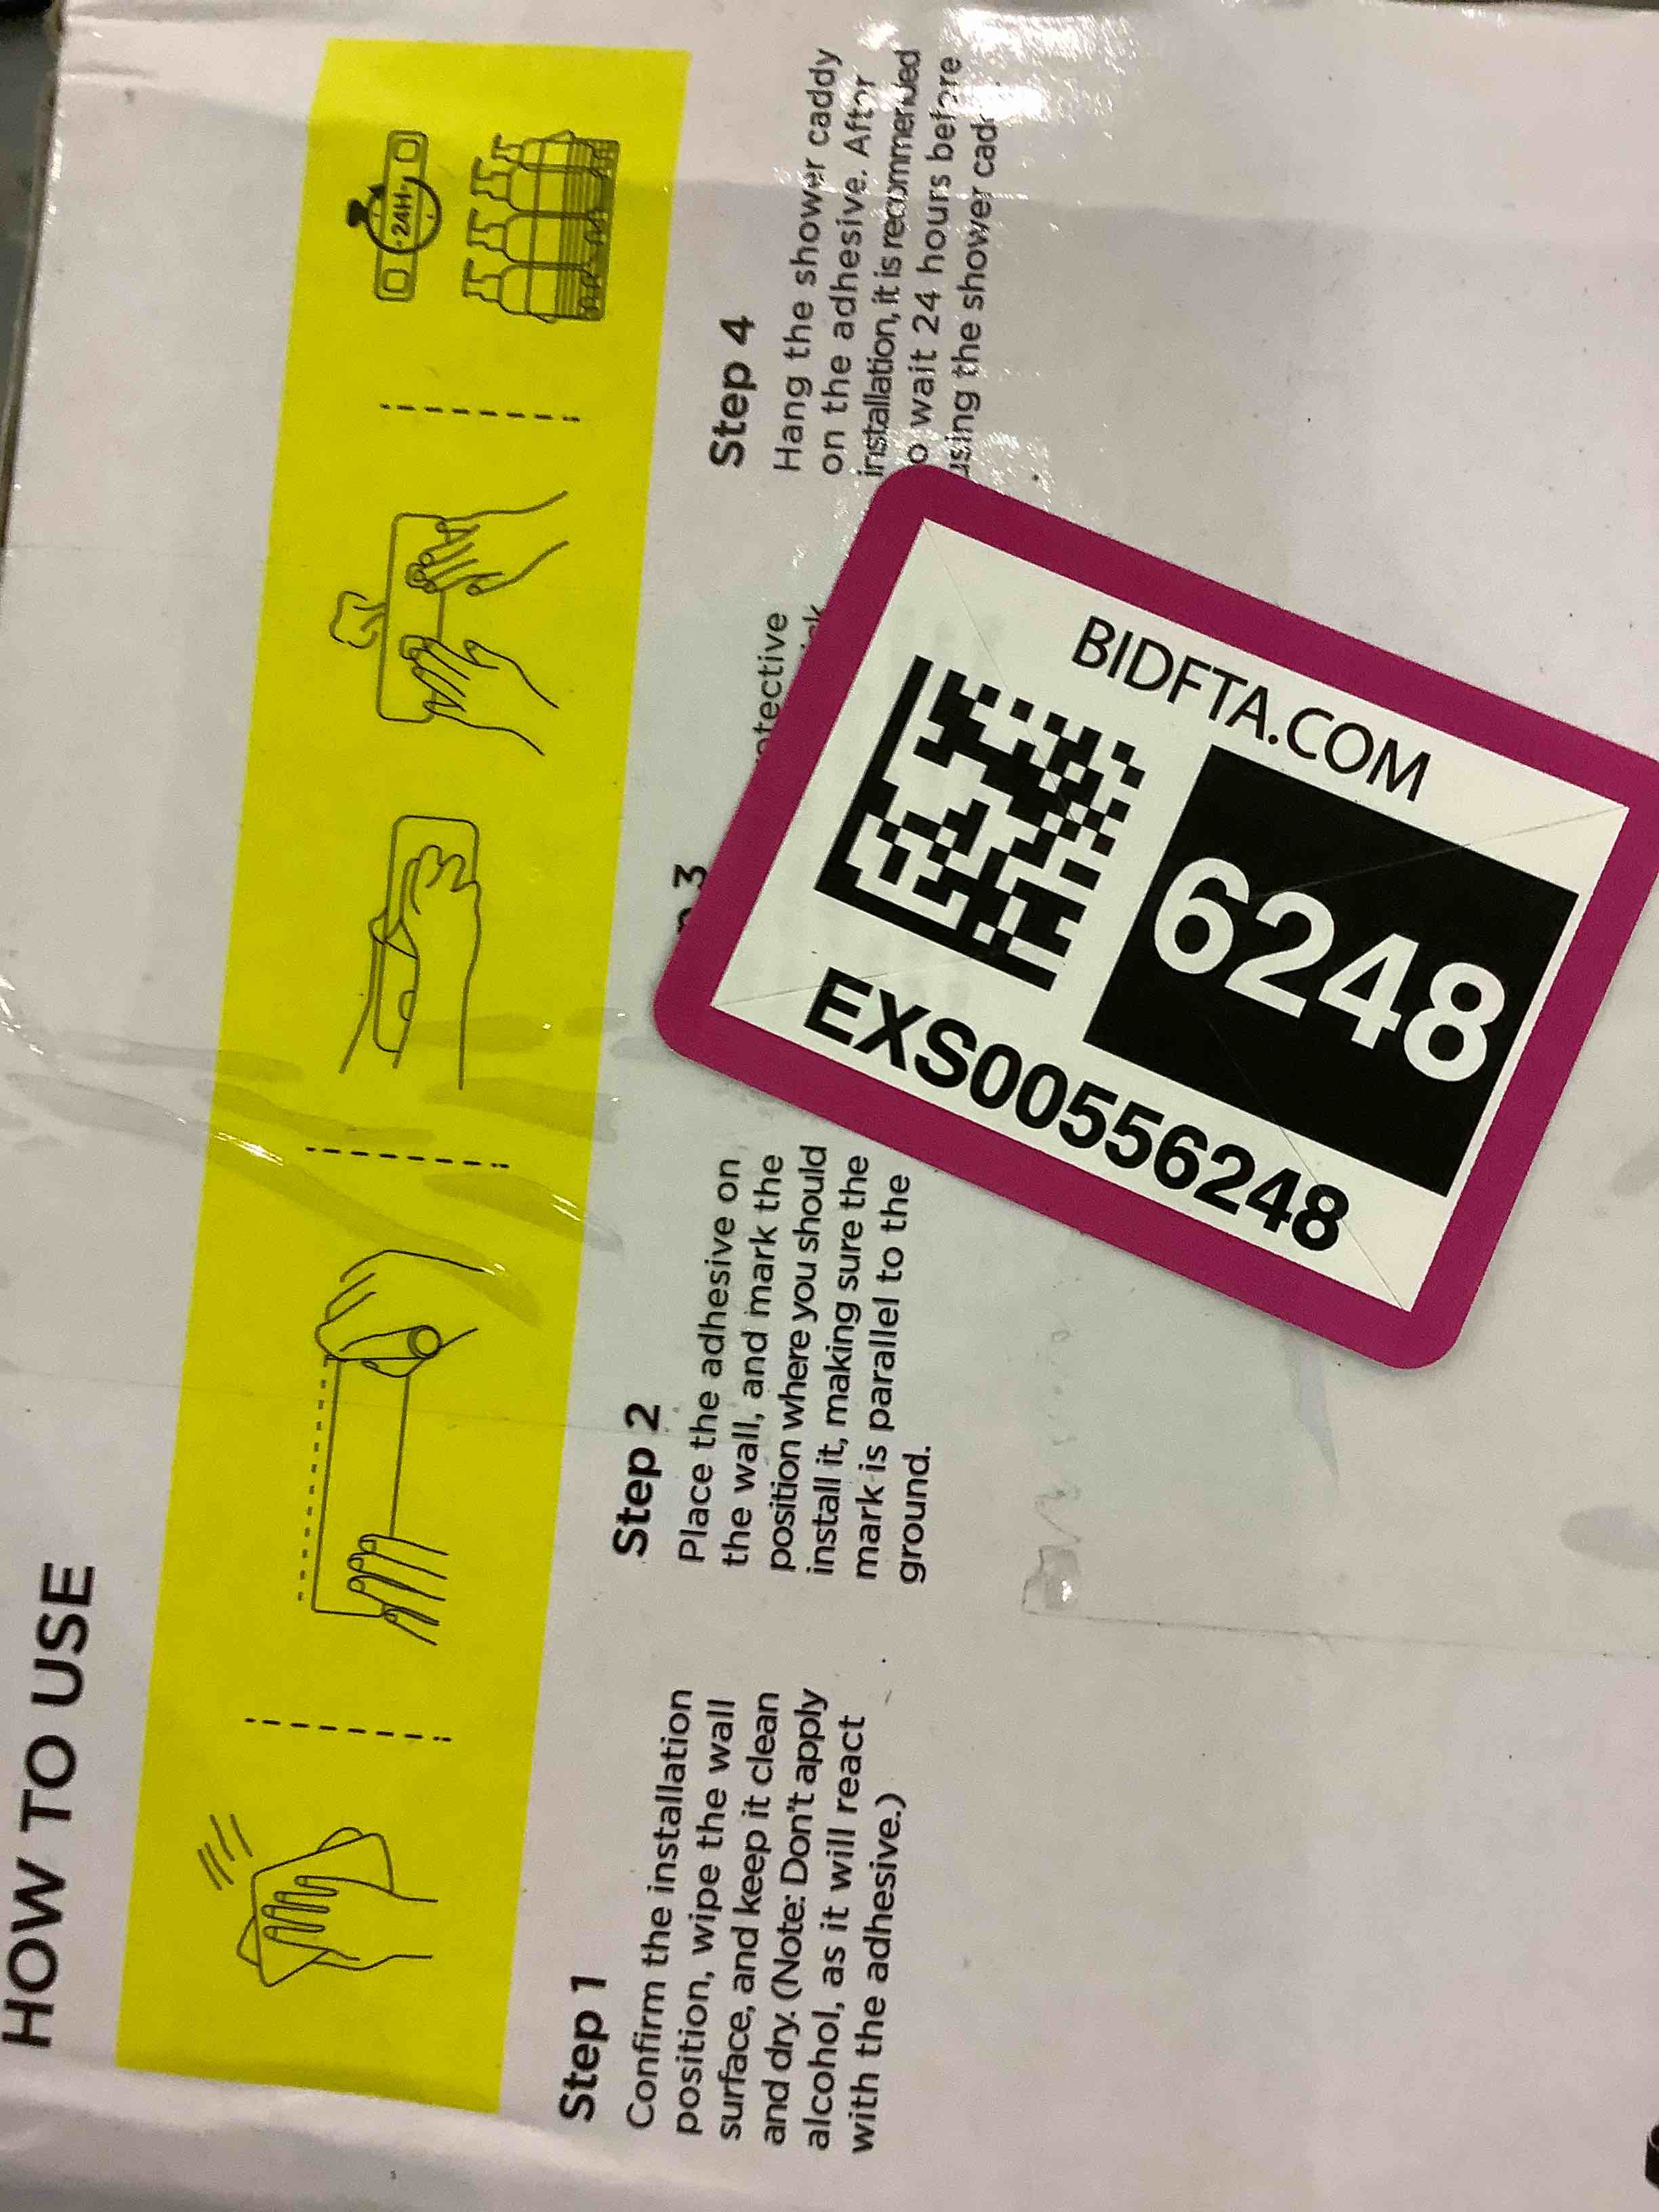 HOW TO USE
24H
Step 1
Confirm the installation
position, wipe the wall
surface, and keep it clean
and dry. (Note: Don't apply
alcohol, as it will react
with the adhesive.)
Step 2
Place the adhesive on
the wall, and mark the
position where you should
install it, making sure the
mark is parallel to the
ground.
3
Step 4
Hang the shower caddy
on the adhesive. After
installation, it is recommended
o wait 24 hours before
using the shower
BIDFTA.COM
6248
EXS00556248